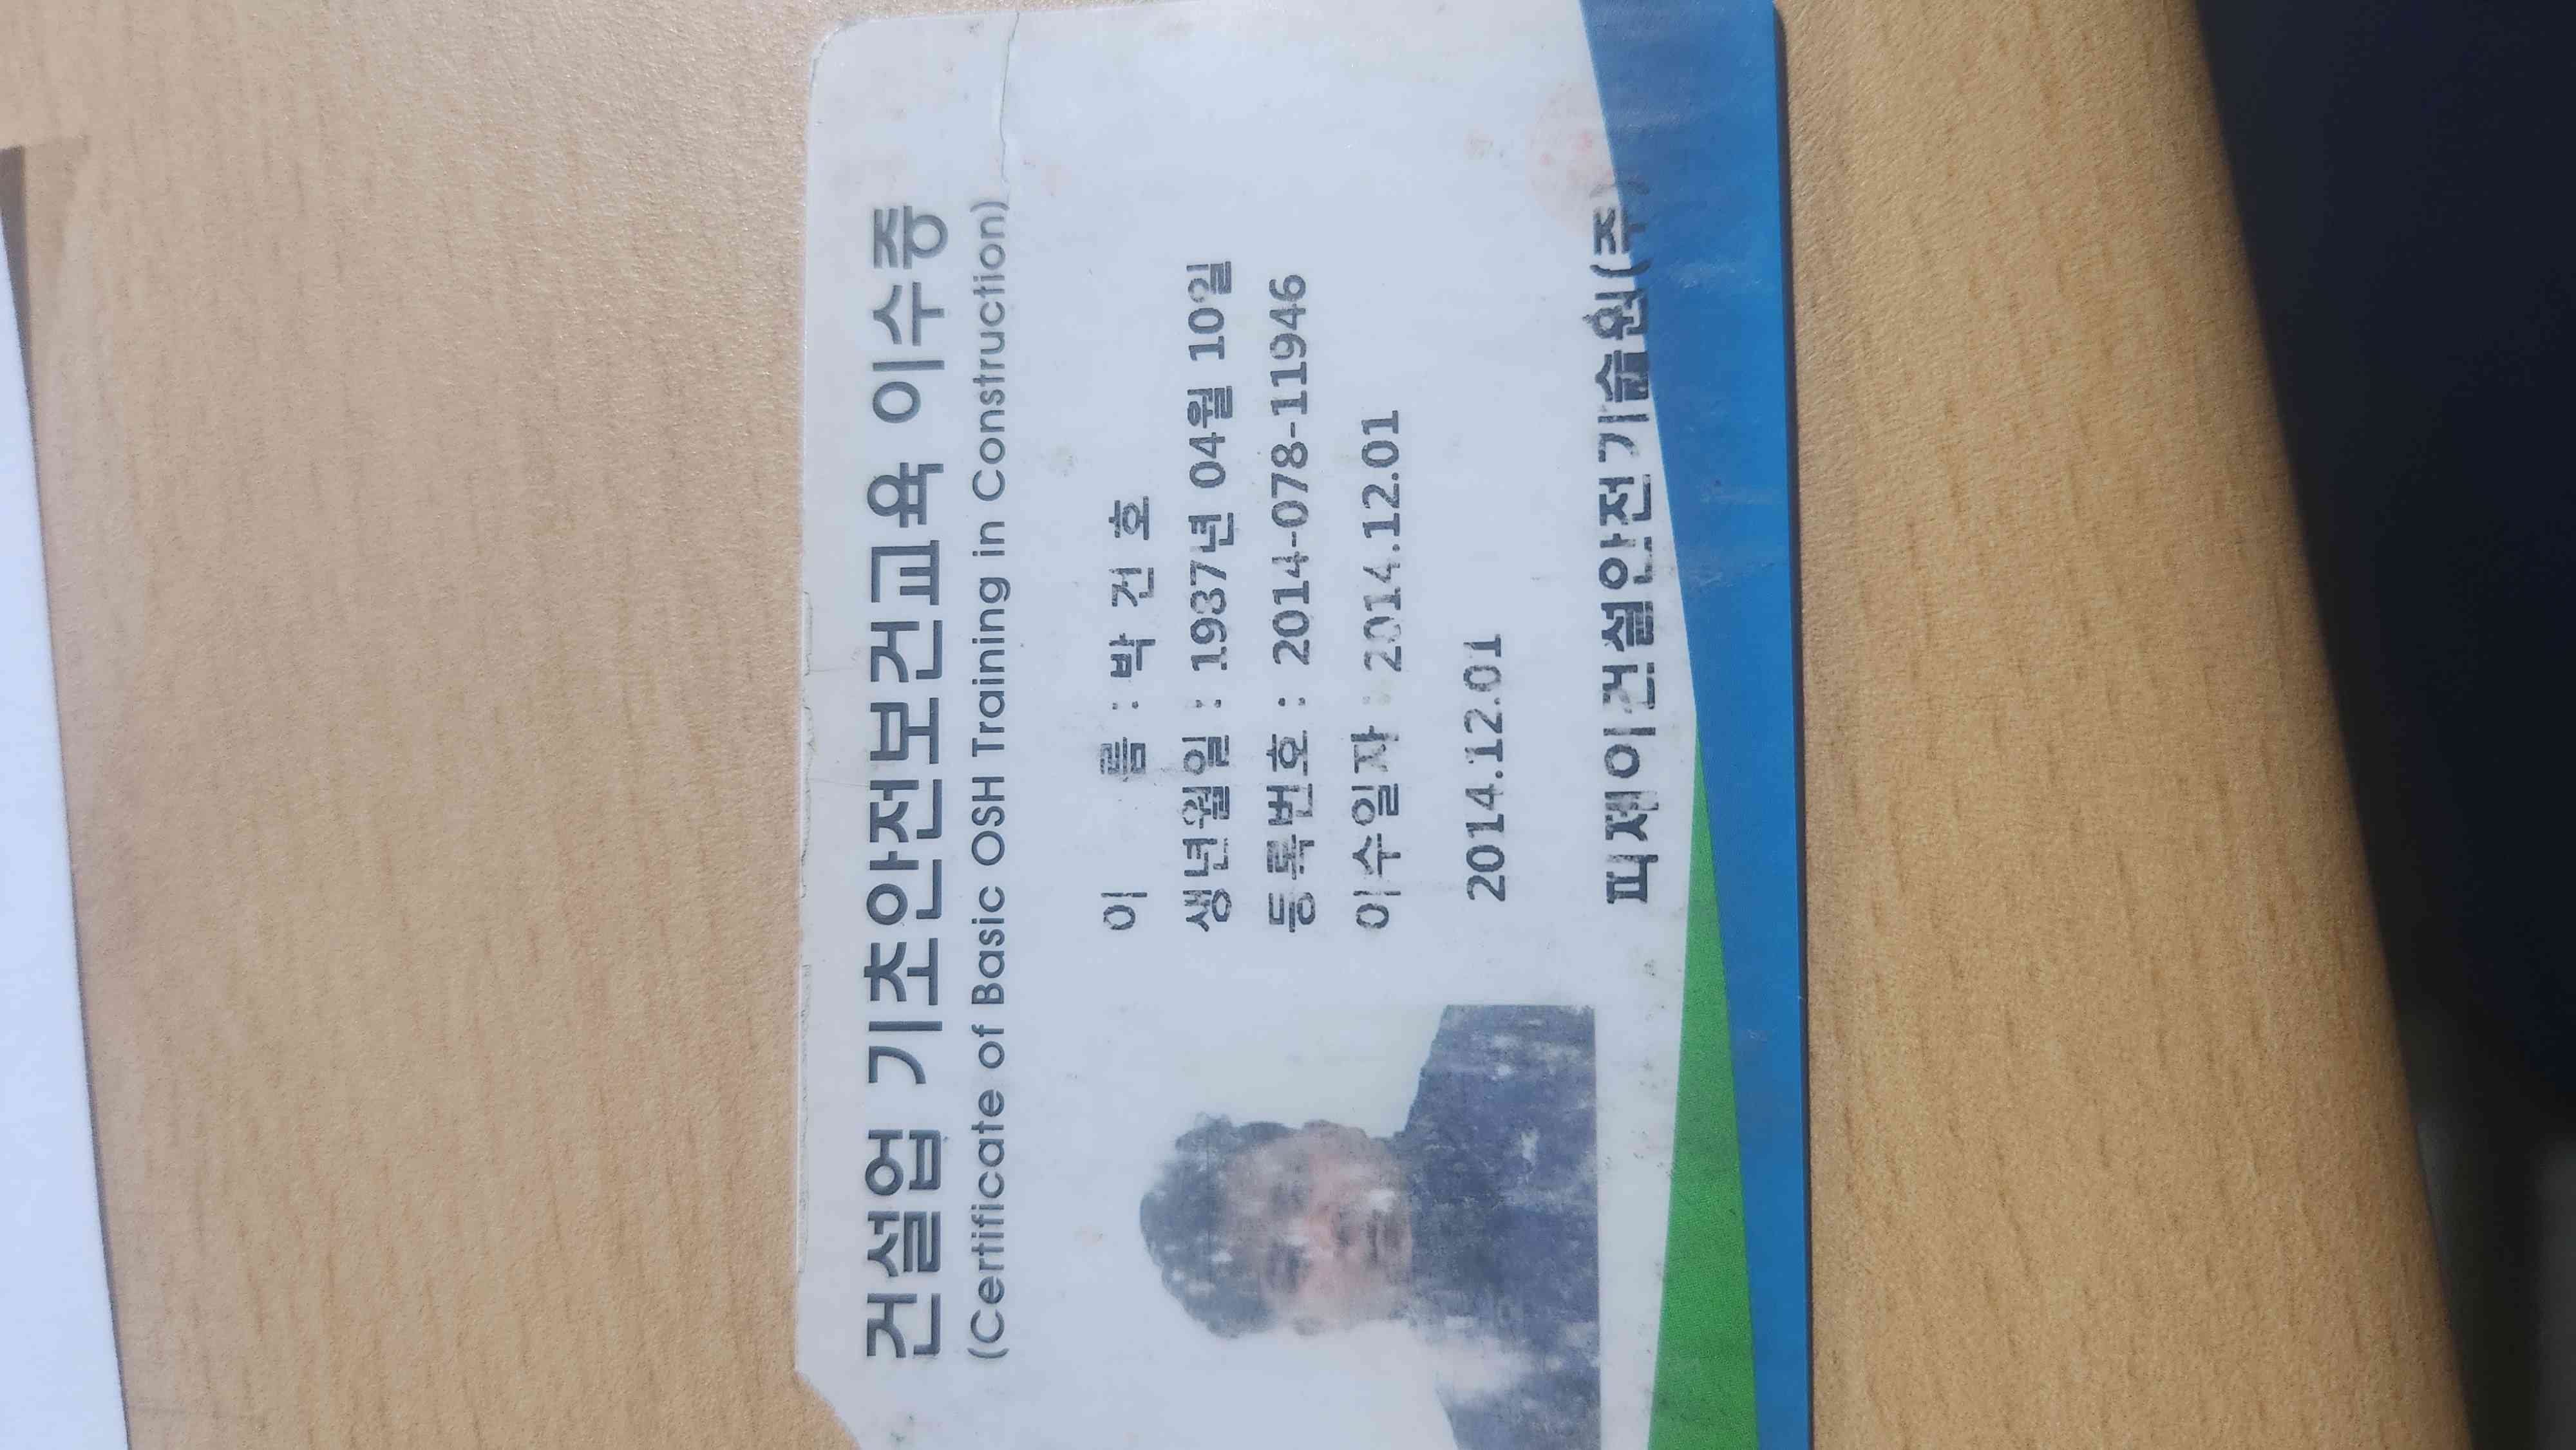 건설업 기초안전보건교육 이수증
(Certificate of Basic OSH Training in Construction)
이 름 : 박 건 호
생년월일 : 1987년 04월 10일
등록번호 : 2014-078-11946
이수일자 : 2014.12.01
2014.12.01
피제이건설안전기술원(주)